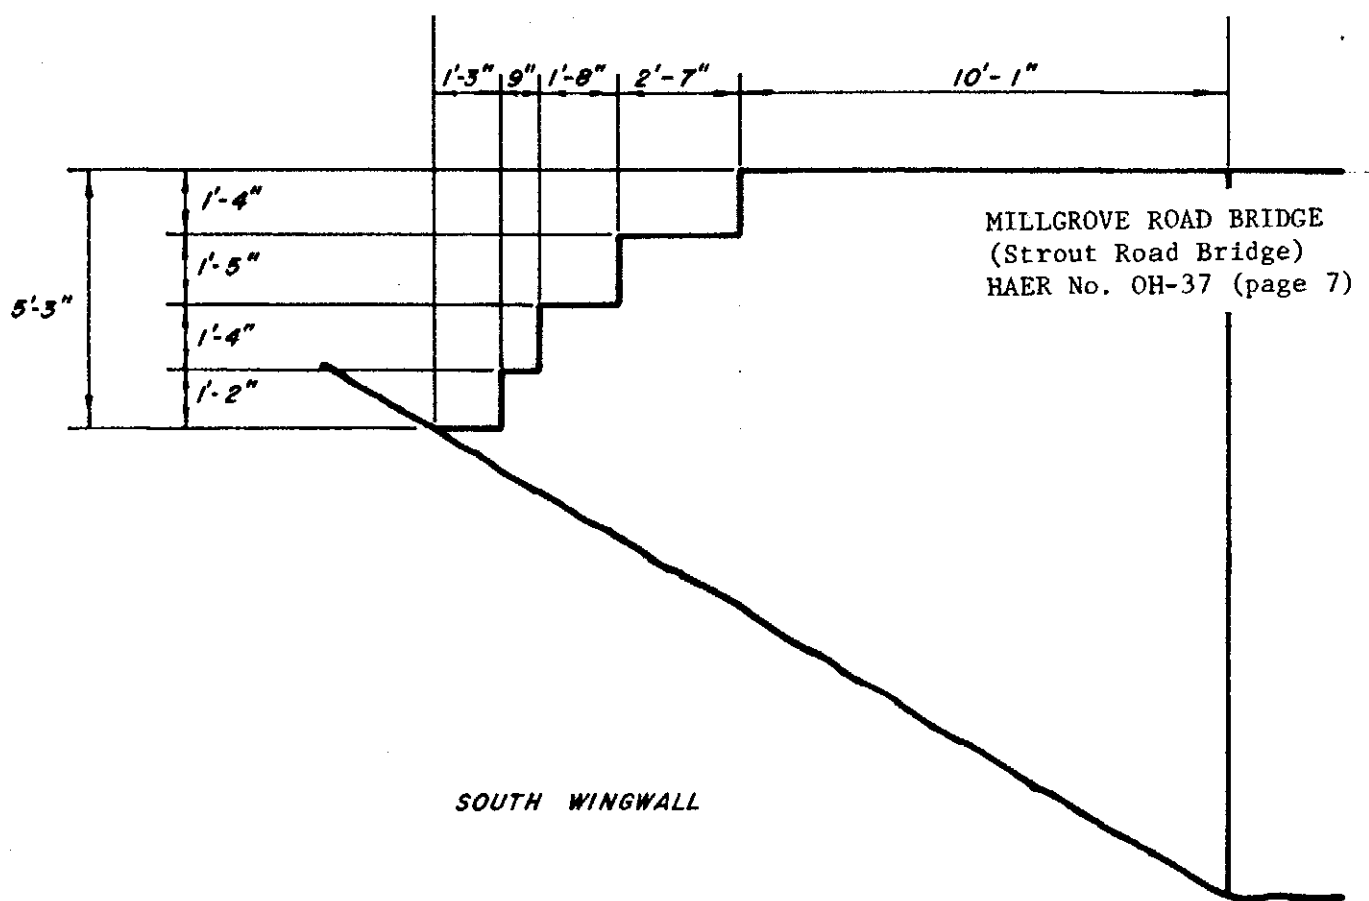 1'-3" 9" 1'-8" 2'-7" 10'-1"
1'-4"
MILLGROVE ROAD BRIDGE
(Strout Road Bridge)
HAER No. OH-37 (page 7)
1'-5"
5'-3"
1'-4"
1'-2"
SOUTH WINGWALL